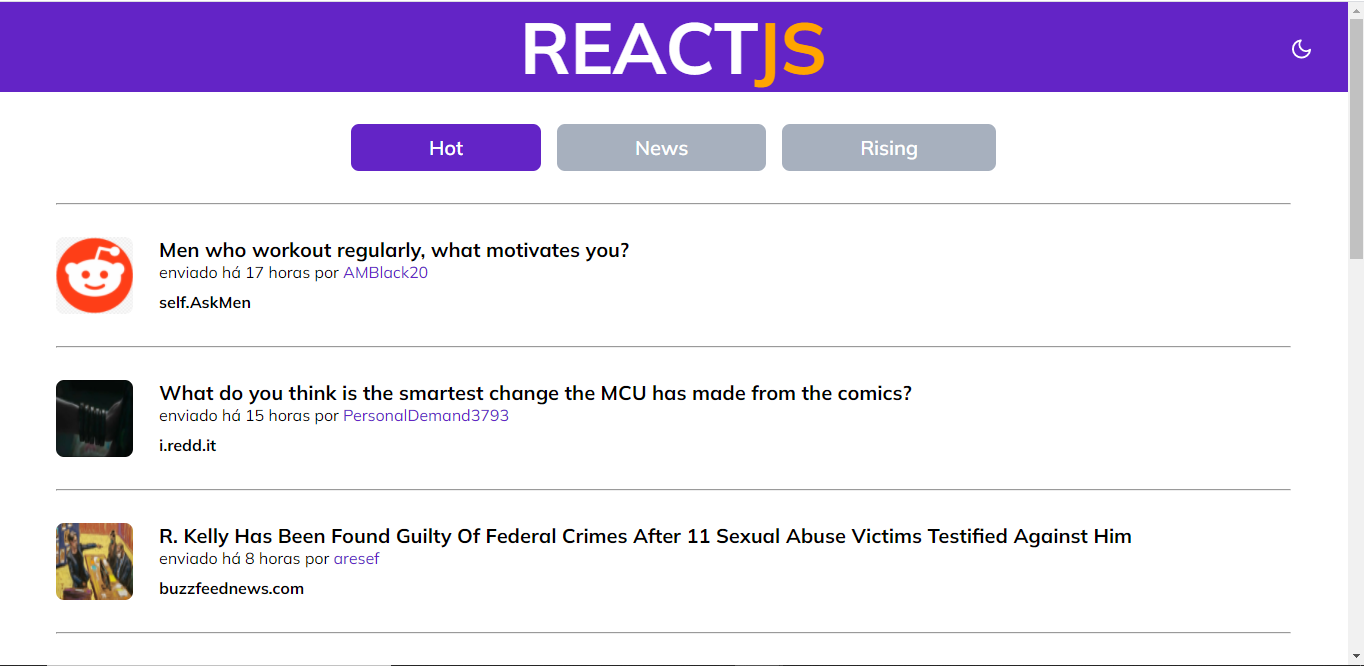 REACTJS
Hot
News
Rising
Men who workout regularly, what motivates you?
enviado há 17 horas por AMBlack20
self.AskMen
What do you think is the smartest change the MCU has made from the comics?
enviado há 15 horas por PersonalDemand3793
i.redd.it
R. Kelly Has Been Found Guilty Of Federal Crimes After 11 Sexual Abuse Victims Testified Against Him
enviado há 8 horas por aresef
buzzfeednews.com